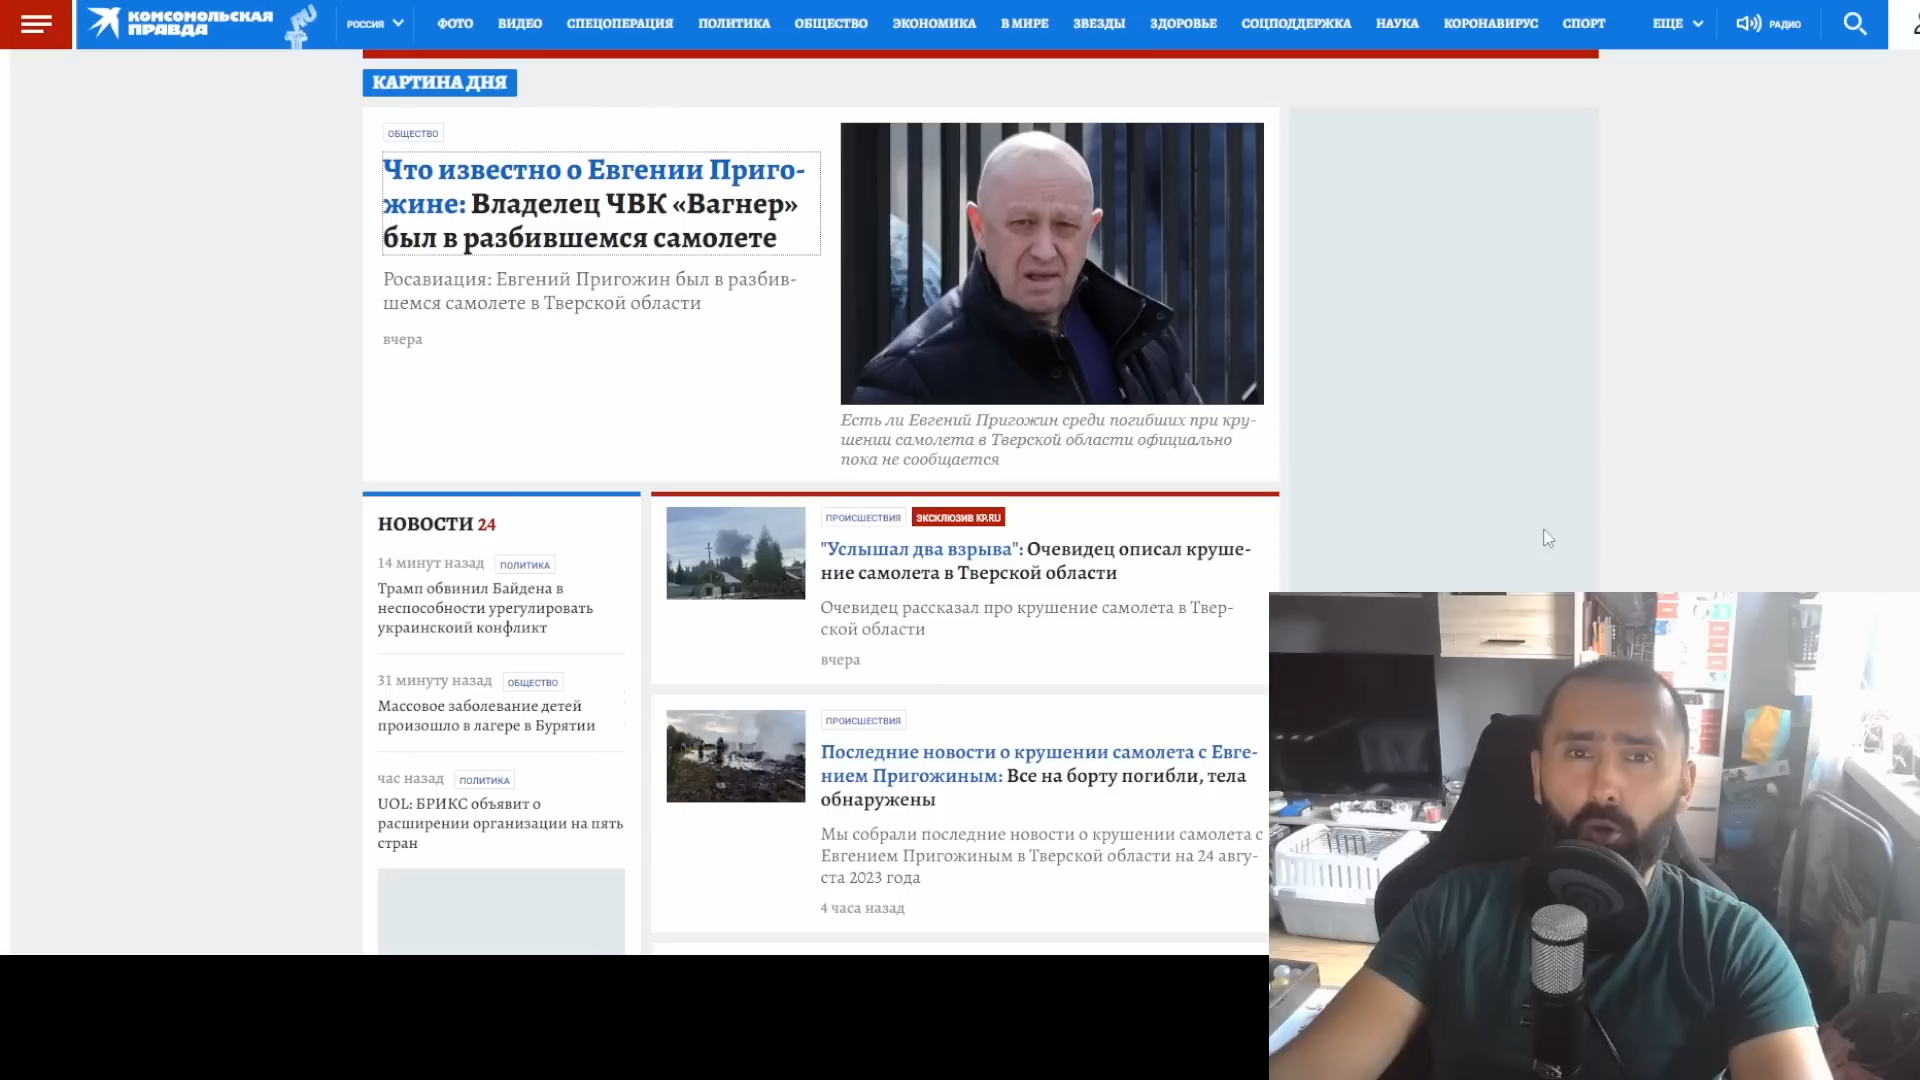 КОМСОМОЛЬСКАЯ
ПРАВДА
РОССИЯ
ФОТО
ВИДЕО
СПЕЦОПЕРАЦИЯ
ПОЛИТИКА
ОБЩЕСТВО
ЭКОНОМИКА
В МИРЕ
ЗВЕЗДЫ
ЗДОРОВЬЕ
СОЦПОДДЕРЖКА
НАУКА
КОРОНАВИРУС
СПОРТ
ЕЩЕ
РАДИО
КАРТИНА ДНЯ
ОБЩЕСТВО
Что известно о Евгении Приго-
жине: Владелец ЧВК «Вагнер»
был в разбившемся самолете
Росавиация: Евгений Пригожин был в разбив-
шемся самолете в Тверской области
вчера
Есть ли Евгений Пригожин среди погибших при кру-
шении самолета в Тверской области официально
пока не сообщается
НОВОСТИ 24
14 минут назад ПОЛИТИКА
Трамп обвинил Байдена в
неспособности урегулировать
украинскоий конфликт
31 минуту назад ОБЩЕСТВО
Массовое заболевание детей
произошло в лагере в Бурятии
час назад ПОЛИТИКА
UOL: БРИКС объявит о
расширении организации на пять
стран
ПРОИСШЕСТВИЯ ЭКСКЛЮЗИВ KP.RU
"Услышал два взрыва": Очевидец описал круше-
ние самолета в Тверской области
Очевидец рассказал про крушение самолета в Твер-
ской области
вчера
ПРОИСШЕСТВИЯ
Последние новости о крушении самолета с Евге-
нием Пригожиным: Все на борту погибли, тела
обнаружены
Мы собрали последние новости о крушении самолета с
Евгением Пригожиным в Тверской области на 24 авгу-
ста 2023 года
4 часа назад